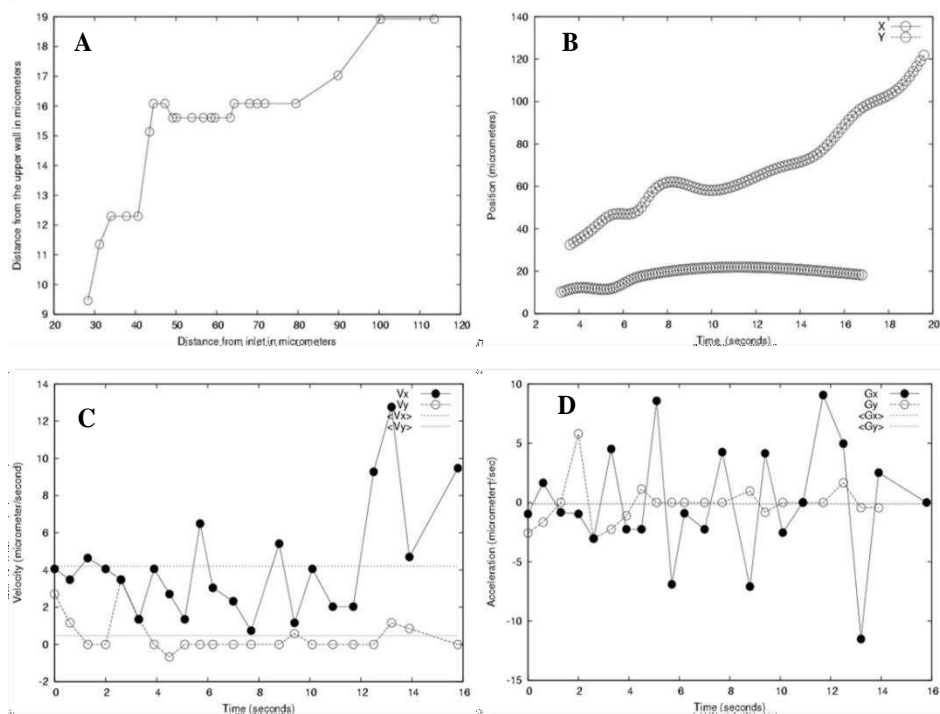 A
Distance from the upper wall in micometers
19
18
17
16
15
14
13
12
11
10
9
20 30 40 50 60 70 80 90 100 110 120
Distance from inlet in micrometers
B
X
Y
Position (micrometers)
140
120
100
80
60
40
20
0
2 4 6 8 10 12 14 16 18 20
Time (seconds)
C
Vx
Vy
<Vx>
<Vy>
Velocity (micrometer/second)
14
12
10
8
6
4
2
0
-2
0 2 4 6 8 10 12 14 16
Time (seconds)
D
Gx
Gy
<Gx>
<Gy>
10
5
0
-5
-10
-15
0 2 4 6 8 10 12 14 16
Time (seconds)